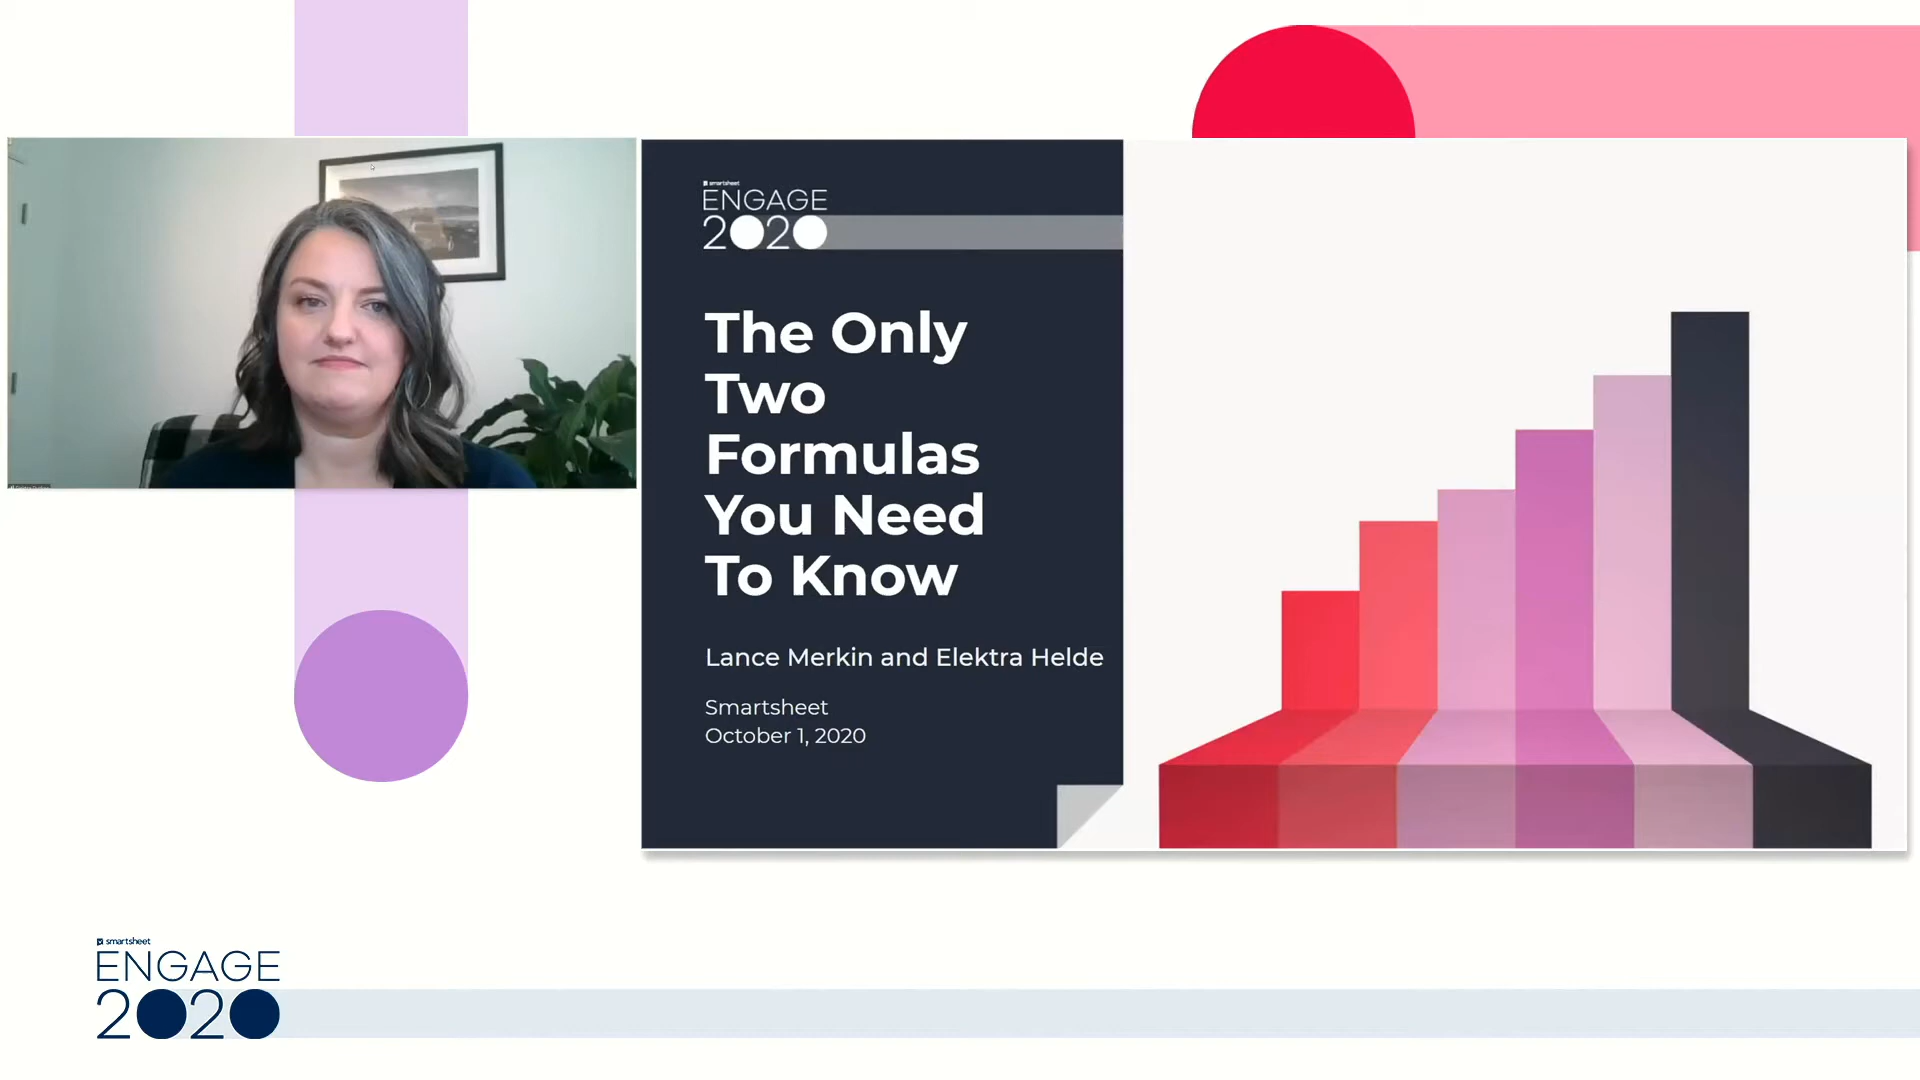 smartsheet
ENGAGE
2020
The Only
Two
Formulas
You Need
To Know
Lance Merkin and Elektra Helde
Smartsheet
October 1, 2020
smartsheet
ENGAGE
2020